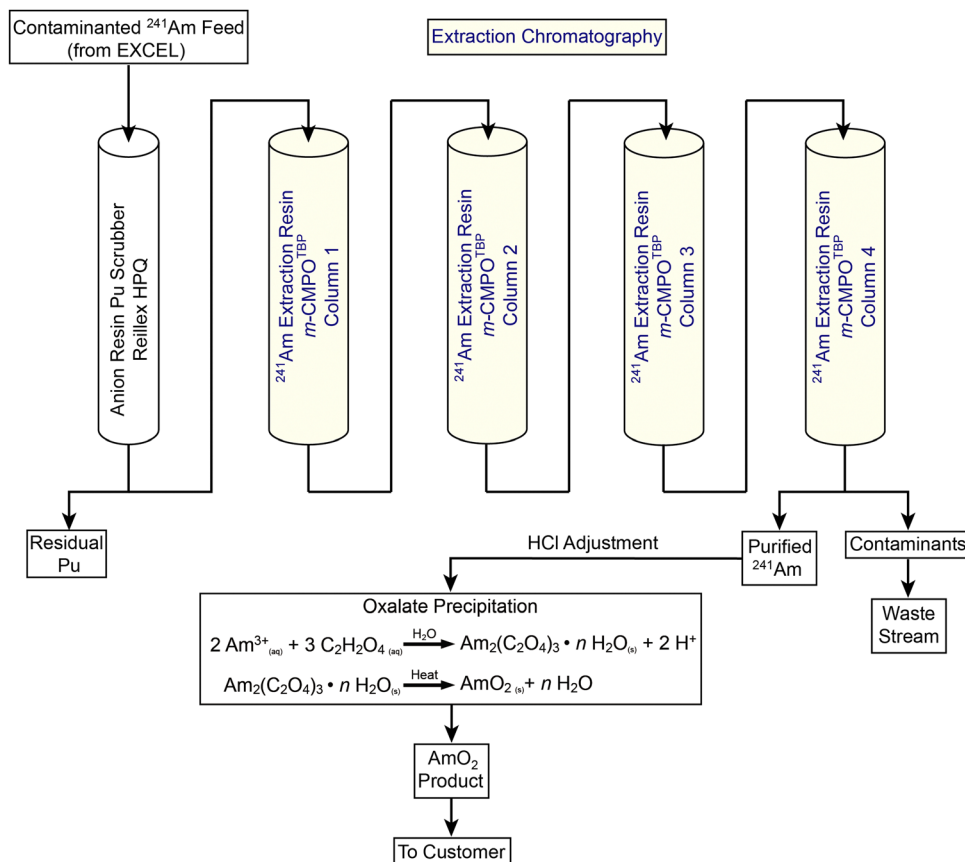 Contaminanted ²⁴¹Am Feed
(from EXCEL)
Extraction Chromatography
Anion Resin Pu Scrubber
Reillex HPQ
²⁴¹Am Extraction Resin
m-CMPOᵀᴮᴾ
Column 1
²⁴¹Am Extraction Resin
m-CMPOᵀᴮᴾ
Column 2
²⁴¹Am Extraction Resin
m-CMPOᵀᴮᴾ
Column 3
²⁴¹Am Extraction Resin
m-CMPOᵀᴮᴾ
Column 4
Residual
Pu
HCl Adjustment
Purified
²⁴¹Am
Contaminants
Waste
Stream
Oxalate Precipitation
2 Am³⁺(aq) + 3 C₂H₂O₄ (aq) H₂O Am₂(C₂O₄)₃ • n H₂O(s) + 2 H⁺
Am₂(C₂O₄)₃ • n H₂O(s) Heat AmO₂ (s) + n H₂O
AmO₂
Product
To Customer